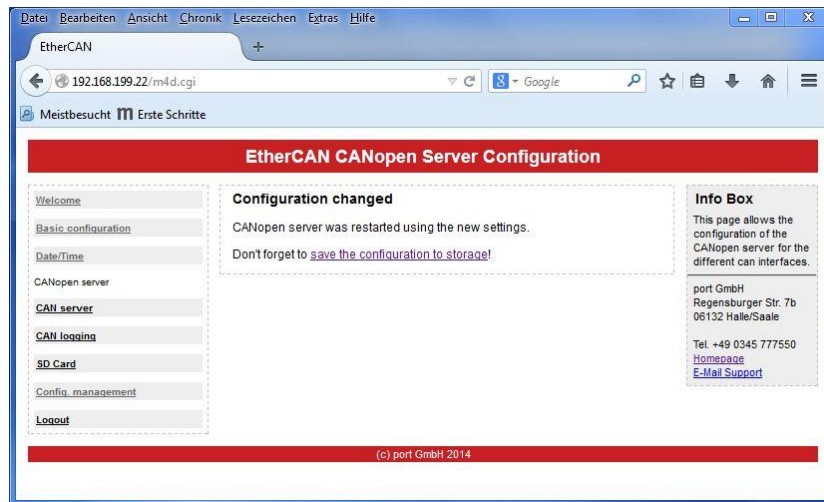 Datei Bearbeiten Ansicht Chronik Lesezeichen Extras Hilfe
EtherCAN
192.168.199.22/m4d.cgi
Google
Meistbesucht Erste Schritte
EtherCAN CANopen Server Configuration
Welcome
Basic configuration
Date/Time
CANopen server
CAN server
CAN logging
SD Card
Config. management
Logout
Configuration changed
CANopen server was restarted using the new settings.
Don't forget to save the configuration to storage!
Info Box
This page allows the
configuration of the
CANopen server for the
different can interfaces.
port GmbH
Regensburger Str. 7b
06132 Halle/Saale
Tel. +49 0345 777550
Homepage
E-Mail Support
(c) port GmbH 2014